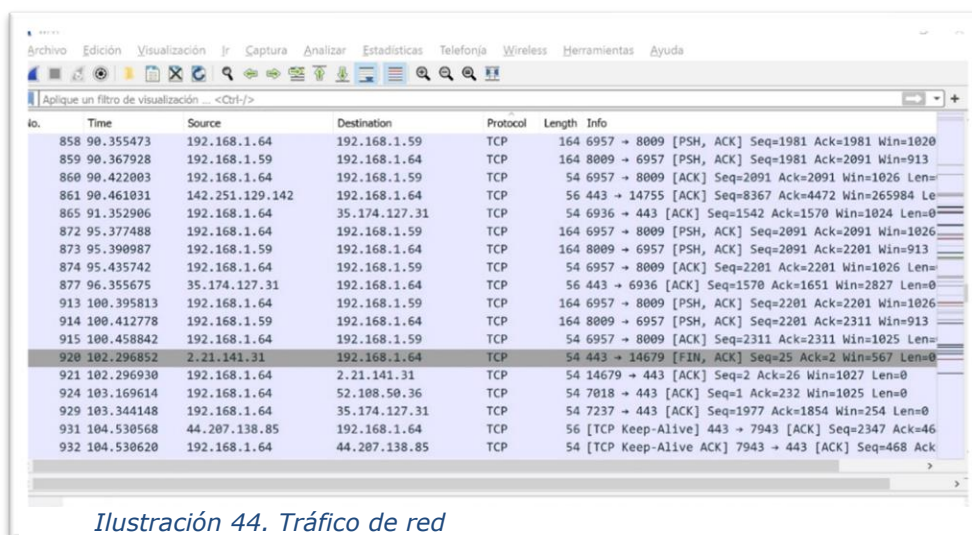 Archivo Edición Visualización Ir Captura Analizar Estadísticas Telefonía Wireless Herramientas Ayuda
Aplique un filtro de visualización ... <Ctrl-/>
No. Time Source Destination Protocol Length Info
858 90.355473 192.168.1.64 192.168.1.59 TCP 164 6957 → 8009 [PSH, ACK] Seq=1981 Ack=1981 Win=1020
859 90.367928 192.168.1.59 192.168.1.64 TCP 164 8009 → 6957 [PSH, ACK] Seq=1981 Ack=2091 Win=913
860 90.422003 192.168.1.64 192.168.1.59 TCP 54 6957 → 8009 [ACK] Seq=2091 Ack=2091 Win=1026 Len=
861 90.461031 142.251.129.142 192.168.1.64 TCP 56 443 → 14755 [ACK] Seq=8367 Ack=4472 Win=265984 Le
865 91.352906 192.168.1.64 35.174.127.31 TCP 54 6936 → 443 [ACK] Seq=1542 Ack=1570 Win=1024 Len=0
872 95.377488 192.168.1.64 192.168.1.59 TCP 164 6957 → 8009 [PSH, ACK] Seq=2091 Ack=2091 Win=1026
873 95.390987 192.168.1.59 192.168.1.64 TCP 164 8009 → 6957 [PSH, ACK] Seq=2091 Ack=2201 Win=913
874 95.435742 192.168.1.64 192.168.1.59 TCP 54 6957 → 8009 [ACK] Seq=2201 Ack=2201 Win=1026 Len=
877 96.355675 35.174.127.31 192.168.1.64 TCP 56 443 → 6936 [ACK] Seq=1570 Ack=1651 Win=2827 Len=0
913 100.395813 192.168.1.64 192.168.1.59 TCP 164 6957 → 8009 [PSH, ACK] Seq=2201 Ack=2201 Win=1026
914 100.412778 192.168.1.59 192.168.1.64 TCP 164 8009 → 6957 [PSH, ACK] Seq=2201 Ack=2311 Win=913
915 100.458842 192.168.1.64 192.168.1.59 TCP 54 6957 → 8009 [ACK] Seq=2311 Ack=2311 Win=1025 Len=
920 102.296852 2.21.141.31 192.168.1.64 TCP 54 443 → 14679 [FIN, ACK] Seq=25 Ack=2 Win=567 Len=0
921 102.296930 192.168.1.64 2.21.141.31 TCP 54 14679 → 443 [ACK] Seq=2 Ack=26 Win=1027 Len=0
924 103.169614 192.168.1.64 52.108.50.36 TCP 54 7018 → 443 [ACK] Seq=1 Ack=232 Win=1025 Len=0
929 103.344148 192.168.1.64 35.174.127.31 TCP 54 7237 → 443 [ACK] Seq=1977 Ack=1854 Win=254 Len=0
931 104.530568 44.207.138.85 192.168.1.64 TCP 56 [TCP Keep-Alive] 443 → 7943 [ACK] Seq=2347 Ack=46
932 104.530620 192.168.1.64 44.207.138.85 TCP 54 [TCP Keep-Alive ACK] 7943 → 443 [ACK] Seq=468 Ack
Ilustración 44. Tráfico de red